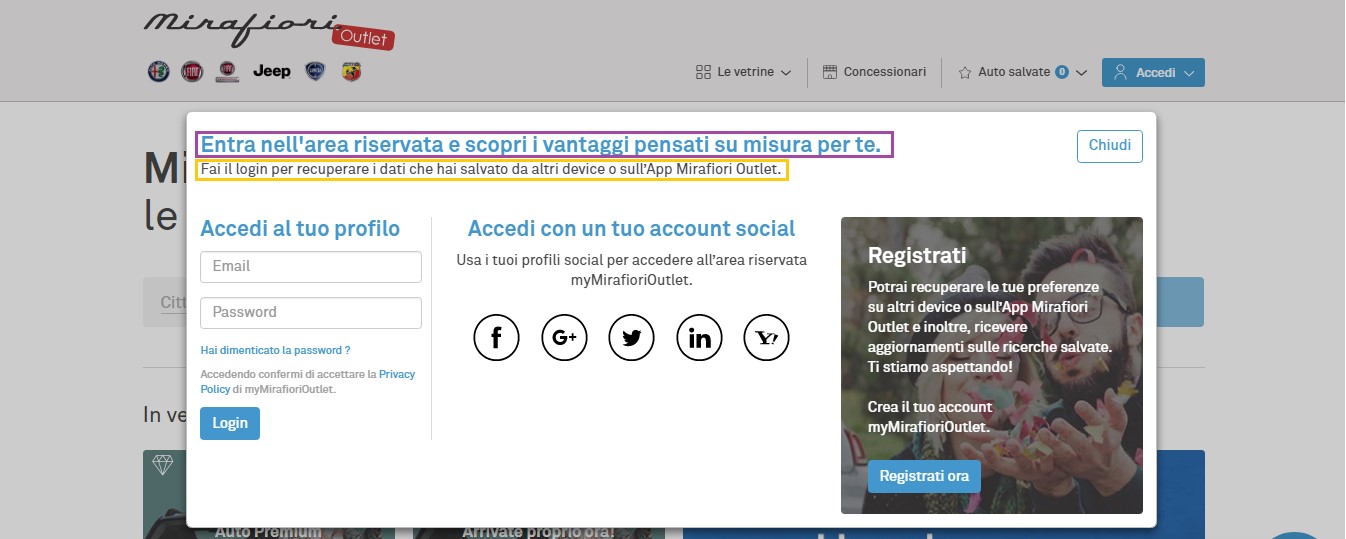 Mirafiori
Outlet
Jeep
Le vetrine
Concessionari
Auto salvate 0
Accedi
Entra nell'area riservata e scopri i vantaggi pensati su misura per te.
Fai il login per recuperare i dati che hai salvato da altri device o sull'App Mirafiori Outlet.
Chiudi
le
Accedi al tuo profilo
Email
Password
Hai dimenticato la password ?
Accedendo confermi di accettare la Privacy
Policy di myMirafioriOutlet.
Login
Accedi con un tuo account social
Usa i tuoi profili social per accedere all'area riservata
myMirafioriOutlet.
f
G+
in
Y!
Registrati
Potrai recuperare le tue preferenze
su altri device o sull'App Mirafiori
Outlet e inoltre, ricevere
aggiornamenti sulle ricerche salvate.
Ti stiamo aspettando!
Crea il tuo account
myMirafioriOutlet.
Registrati ora
In ve
Auto Premium
Arrivate proprio ora!